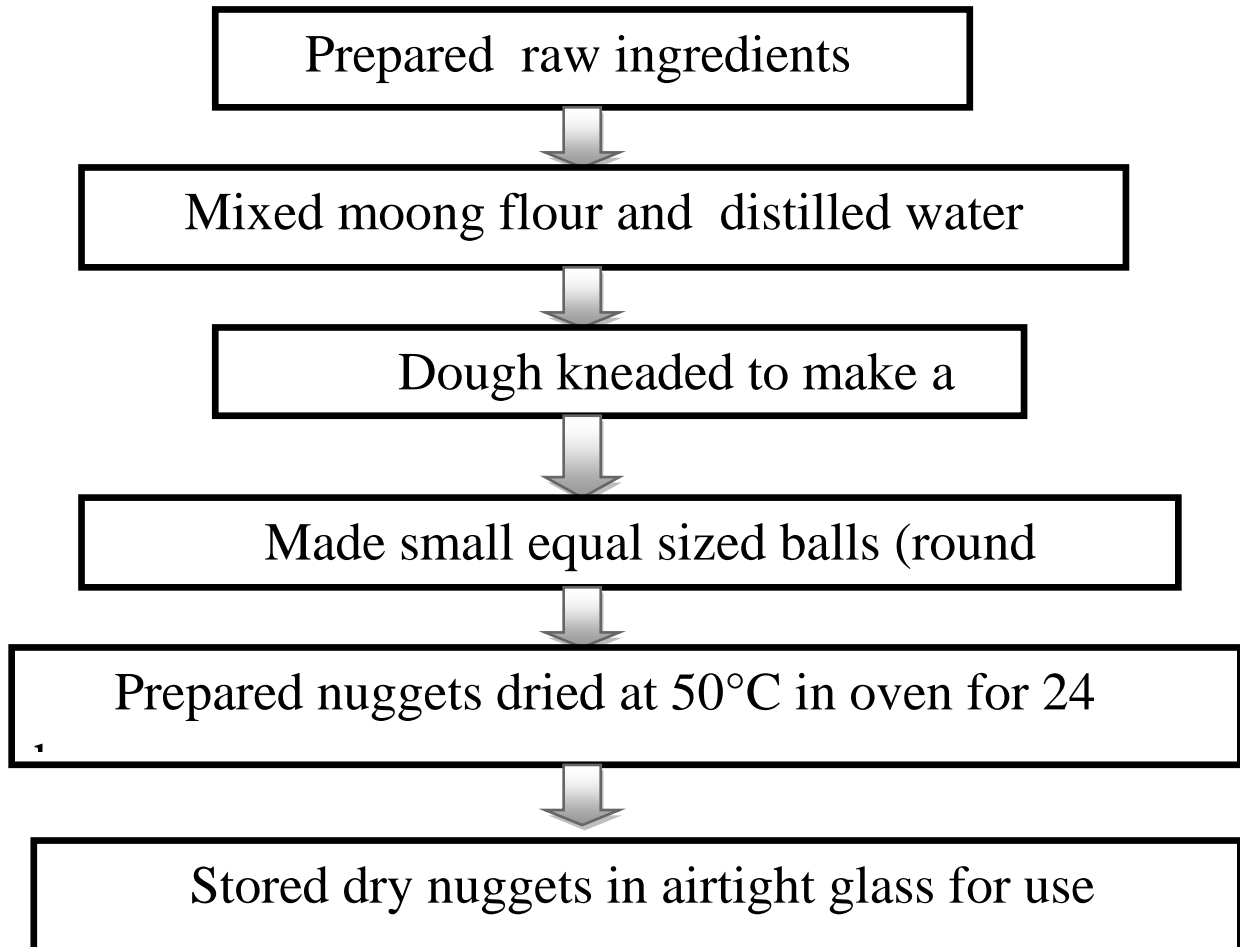 Prepared raw ingredients
Mixed moong flour and distilled water
Dough kneaded to make a
Made small equal sized balls (round
Prepared nuggets dried at 50°C in oven for 24
Stored dry nuggets in airtight glass for use